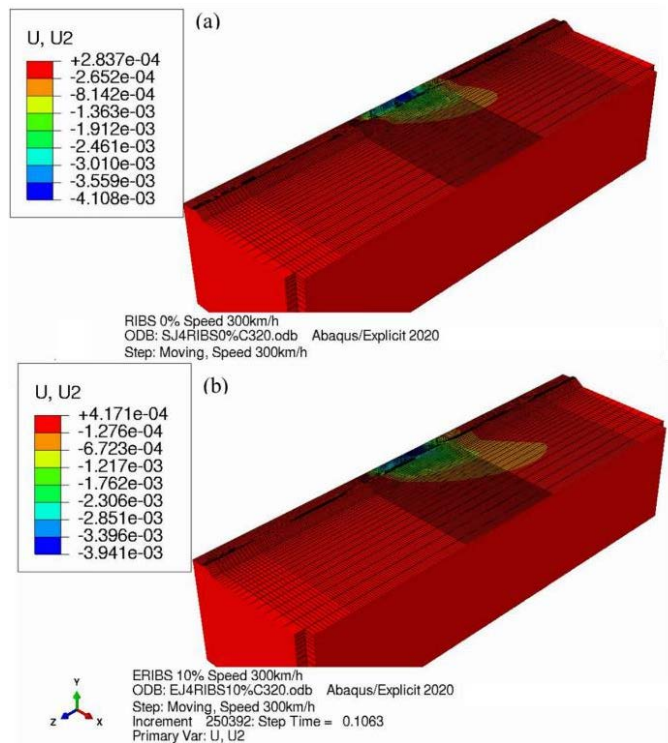 (a)
U, U2
+2.837e-04
-2.652e-04
-8.142e-04
-1.363e-03
-1.912e-03
-2.461e-03
-3.010e-03
-3.559e-03
-4.108e-03
RIBS 0% Speed 300km/h
ODB: SJ4RIBS0%C320.odb Abaqus/Explicit 2020
Step: Moving, Speed 300km/h
(b)
U, U2
+4.171e-04
-1.276e-04
-6.723e-04
-1.217e-03
-1.762e-03
-2.306e-03
-2.851e-03
-3.396e-03
-3.941e-03
ERIBS 10% Speed 300km/h
ODB: EJ4RIBS10%C320.odb Abaqus/Explicit 2020
Step: Moving, Speed 300km/h
Increment 250392: Step Time = 0.1063
Primary Var: U, U2
Y
Z X